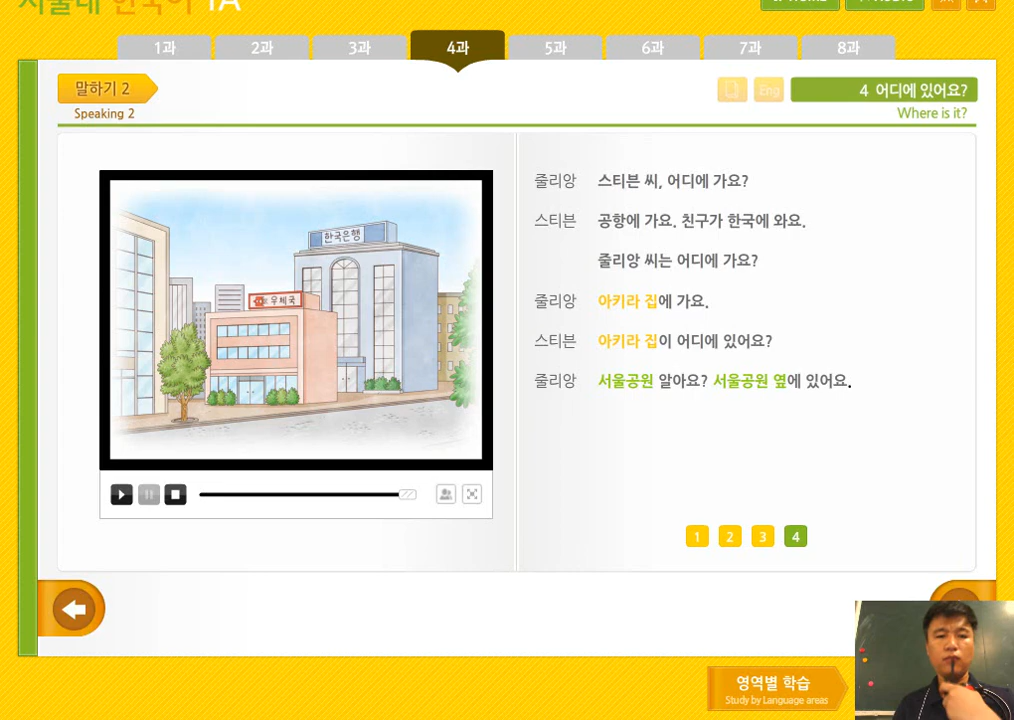 서울대 한국어 1A
1과 2과 3과 4과 5과 6과 7과 8과
말하기 2
Speaking 2
Eng
4 어디에 있어요?
Where is it?
줄리앙 스티븐 씨, 어디에 가요?
스티븐 공항에 가요. 친구가 한국에 와요.
줄리앙 씨는 어디에 가요?
줄리앙 아키라 집에 가요.
스티븐 아키라 집이 어디에 있어요?
줄리앙 서울공원 알아요? 서울공원 옆에 있어요.
한국은행
우체국
1 2 3 4
영역별 학습
Study by Language areas